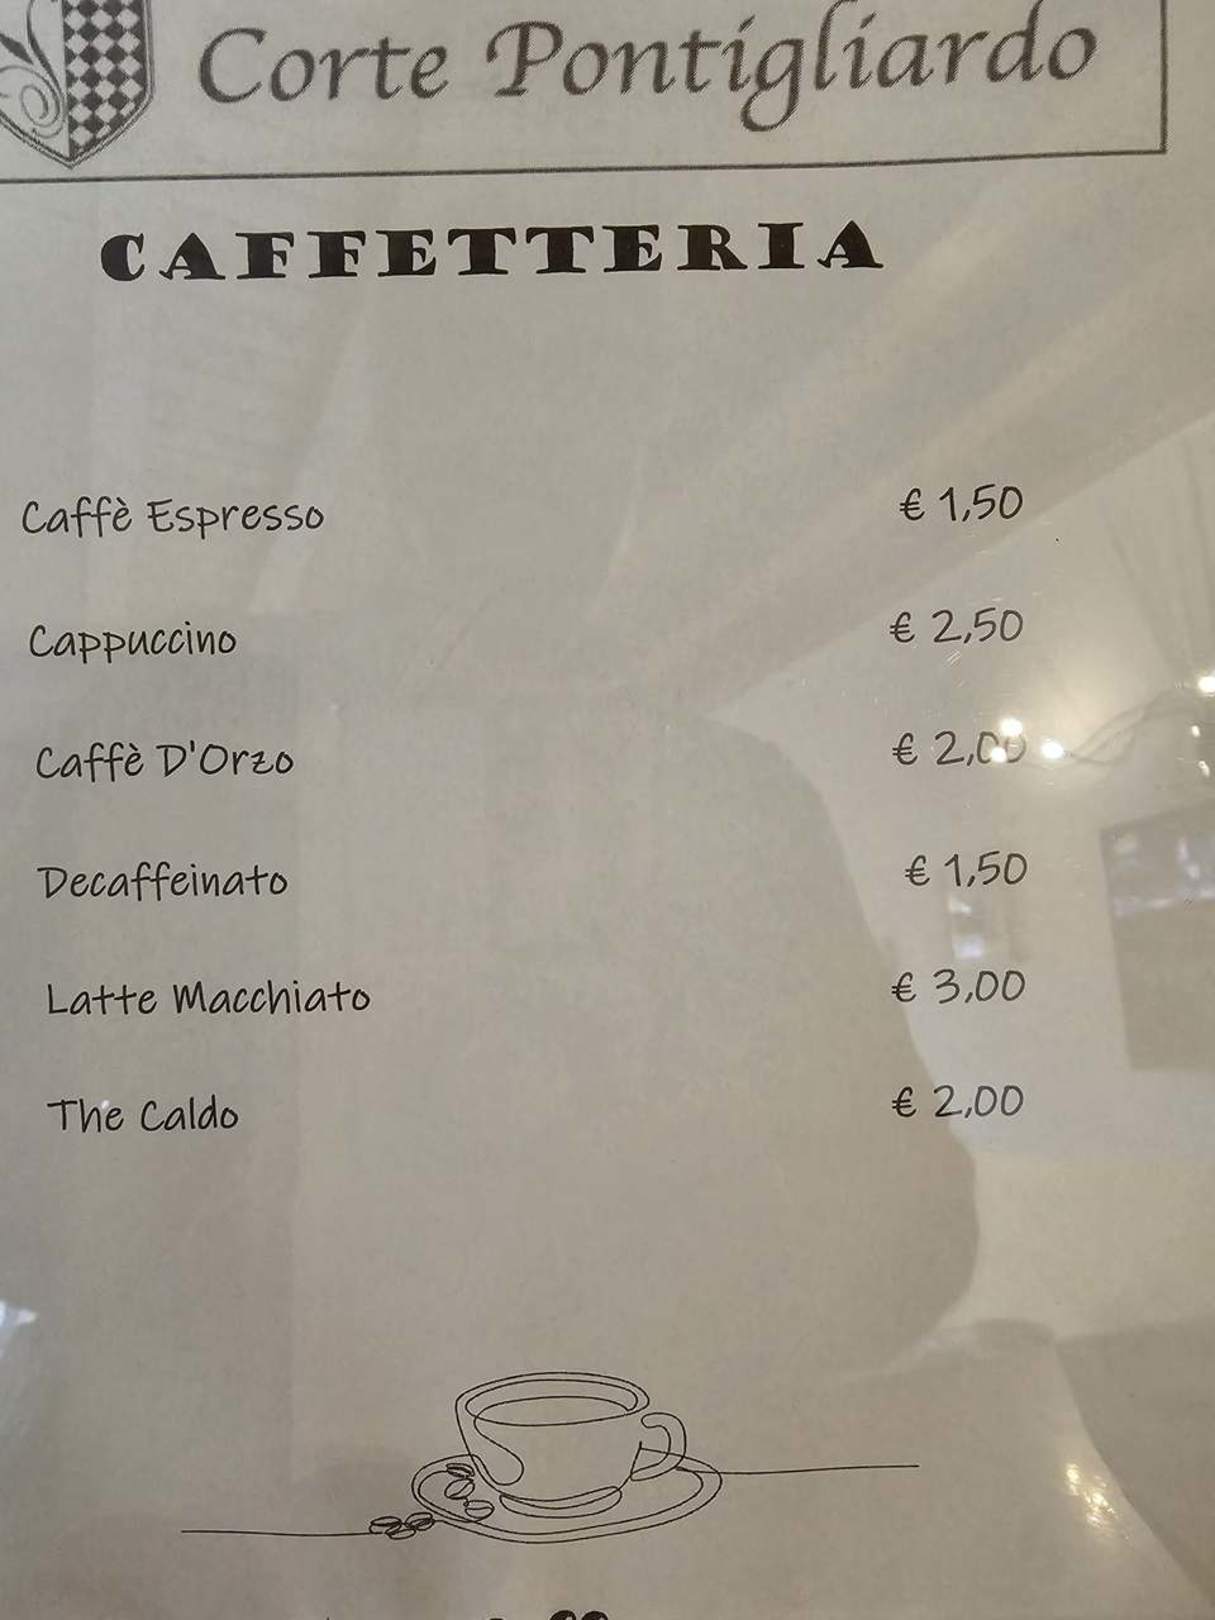 Corte Pontigliardo
CAFFETTERIA
Caffè Espresso € 1,50
Cappuccino € 2,50
Caffè D'Orzo € 2,00
Decaffeinato € 1,50
Latte Macchiato € 3,00
The Caldo € 2,00